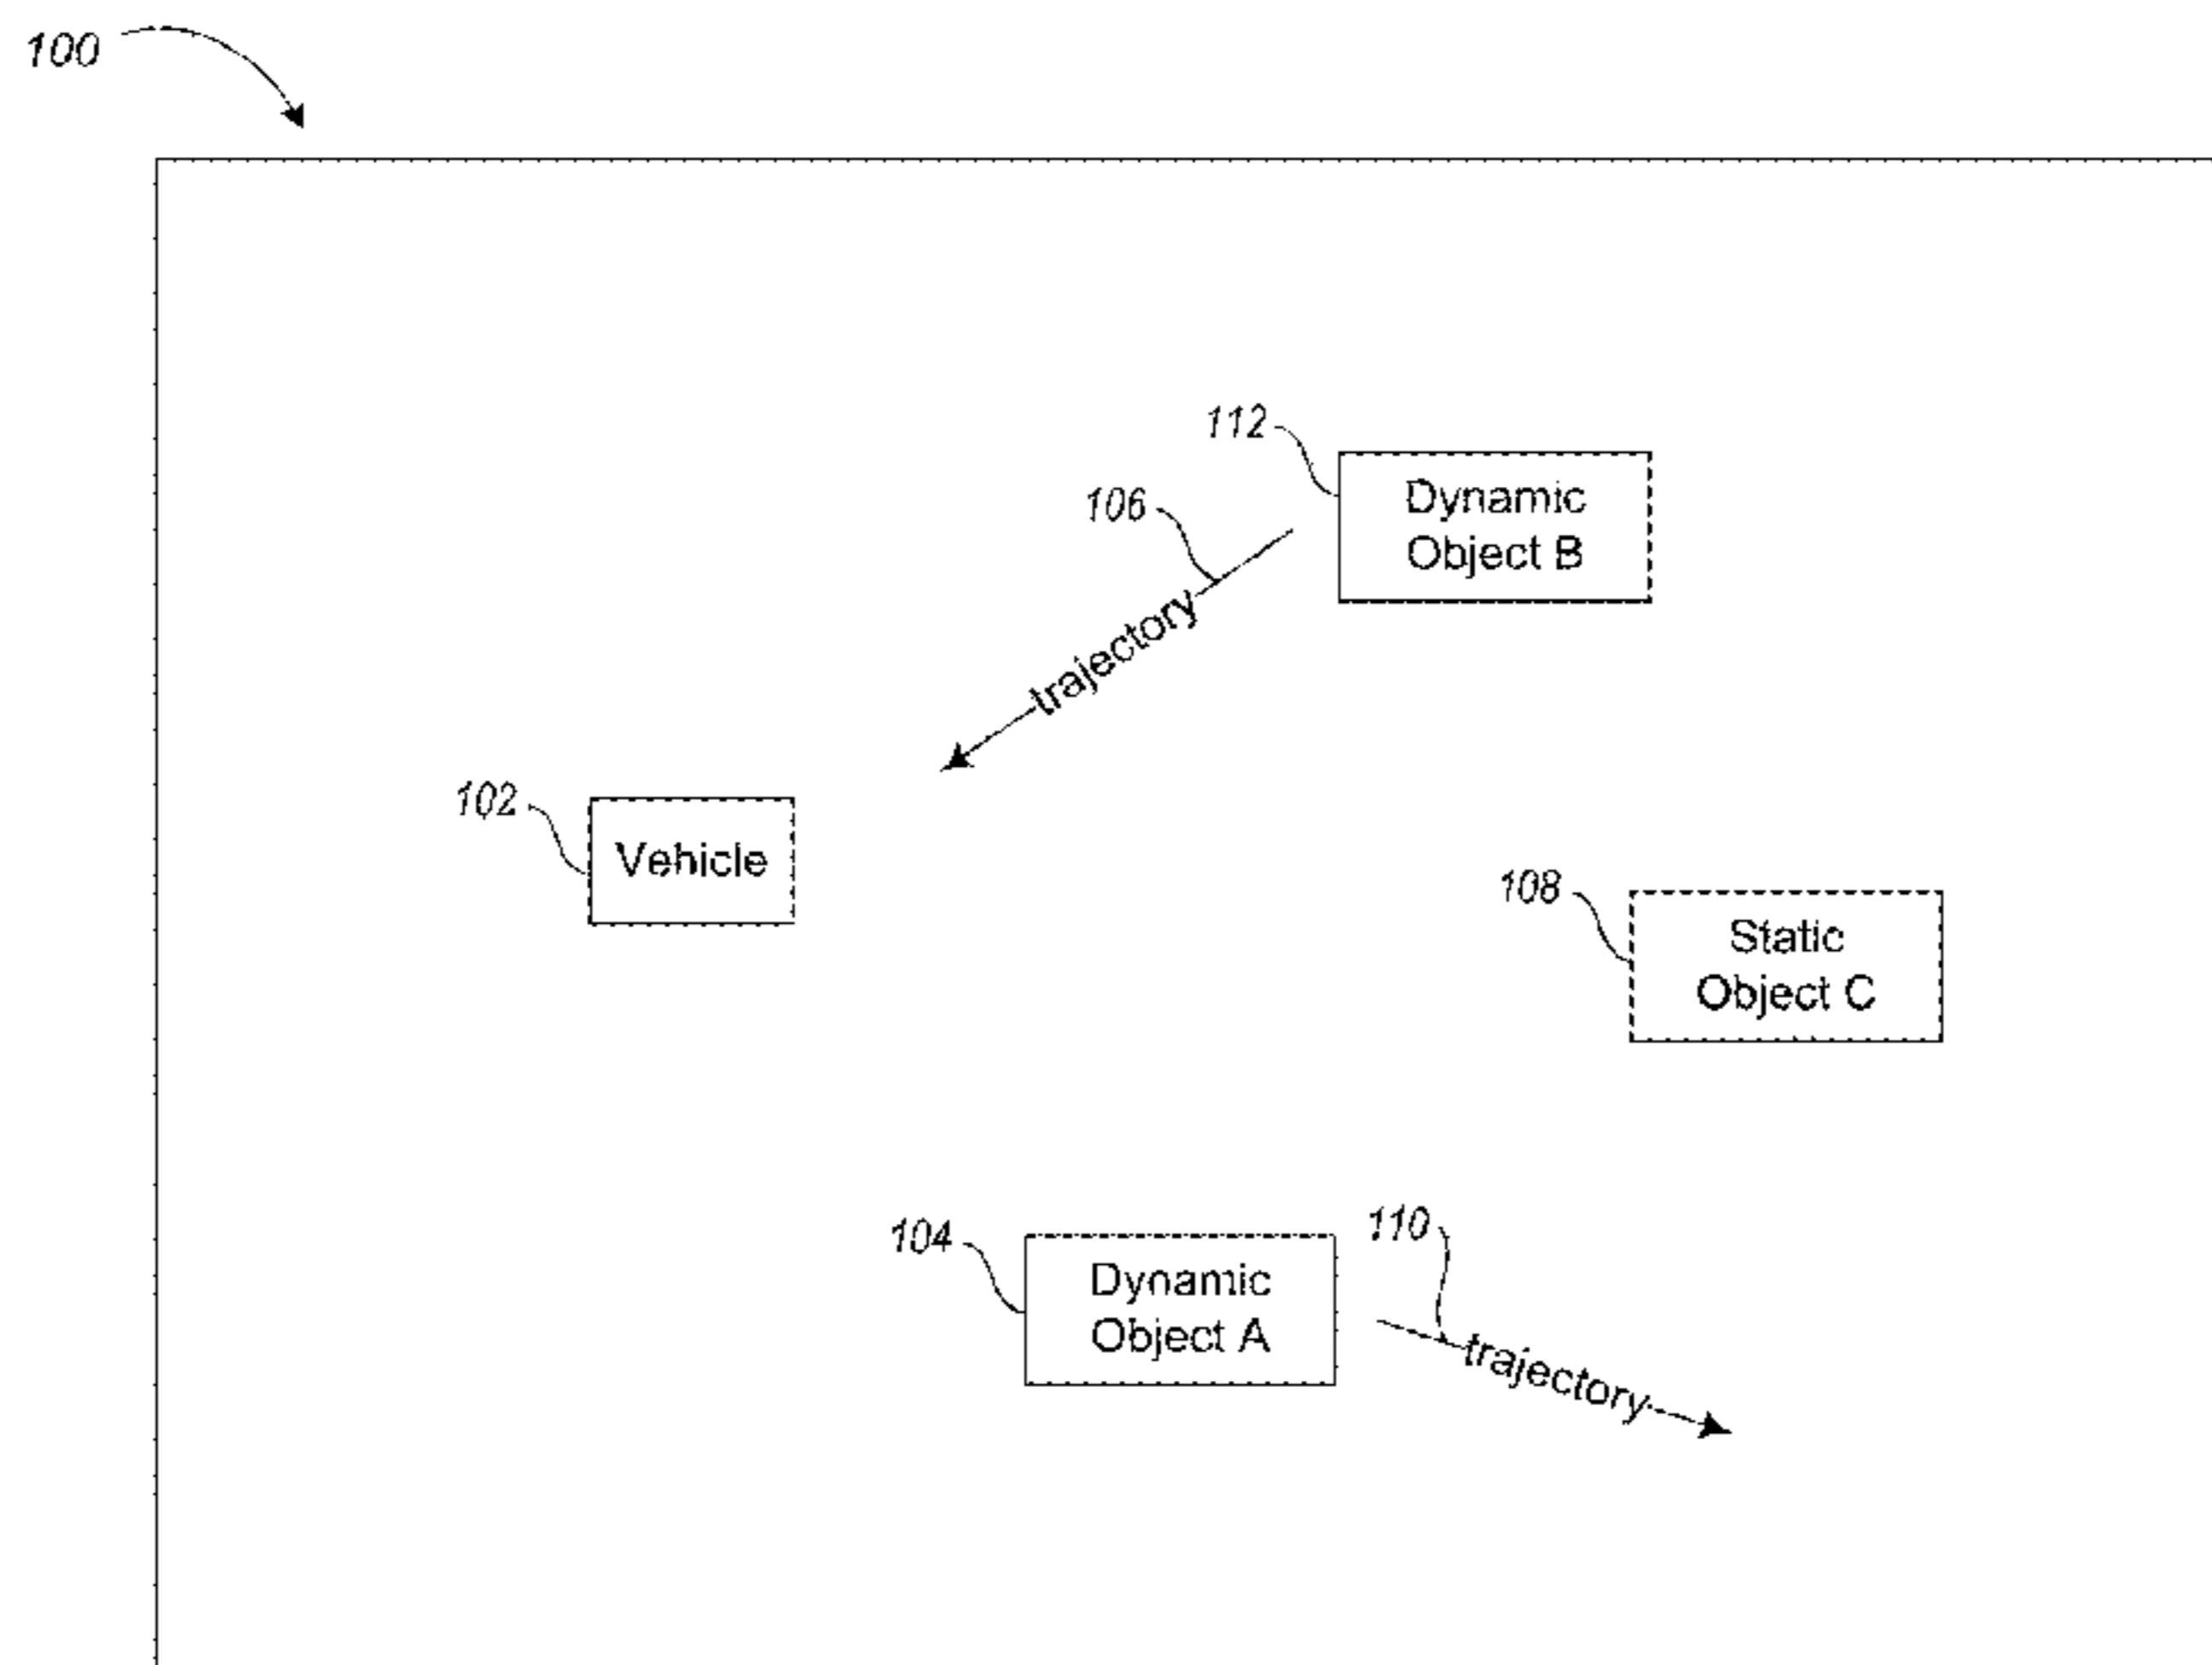 100
112
Dynamic
Object B
106
trajectory
102
Vehicle
108
Static
Object C
104
Dynamic
Object A
110
trajectory